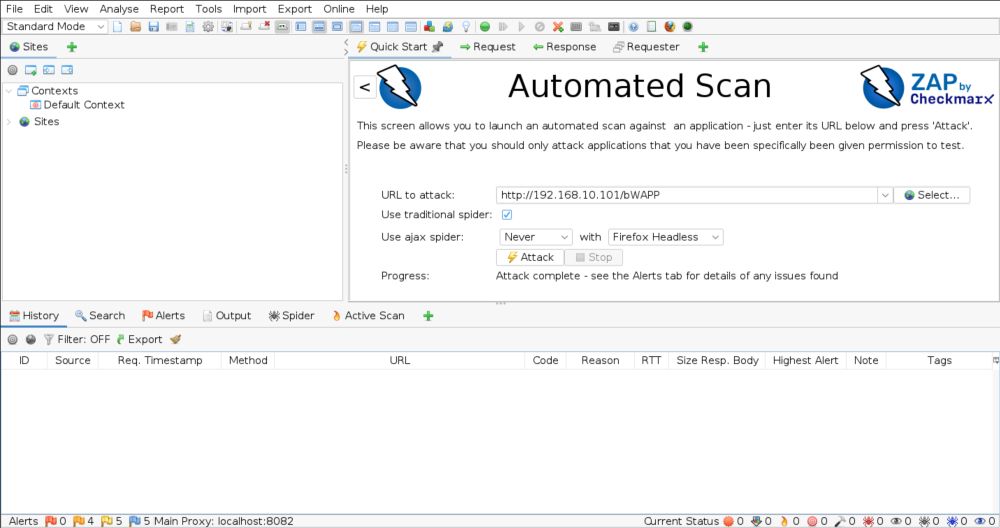 File Edit View Analyse Report Tools Import Export Online Help
Standard Mode
Sites Quick Start Request Response Requester
Contexts
Default Context
Sites
< Automated Scan ZAP by Checkmarx
This screen allows you to launch an automated scan against an application - just enter its URL below and press 'Attack'.
Please be aware that you should only attack applications that you have been specifically been given permission to test.
URL to attack: http://192.168.10.101/bWAPP Select...
Use traditional spider:
Use ajax spider: Never with Firefox Headless
Attack Stop
Progress: Attack complete - see the Alerts tab for details of any issues found
History Search Alerts Output Spider Active Scan
Filter: OFF Export
ID Source Req. Timestamp Method URL Code Reason RTT Size Resp. Body Highest Alert Note Tags
Alerts 0 4 5 5 Main Proxy: localhost:8082 Current Status 0 0 0 0 0 0 0 0 0 0